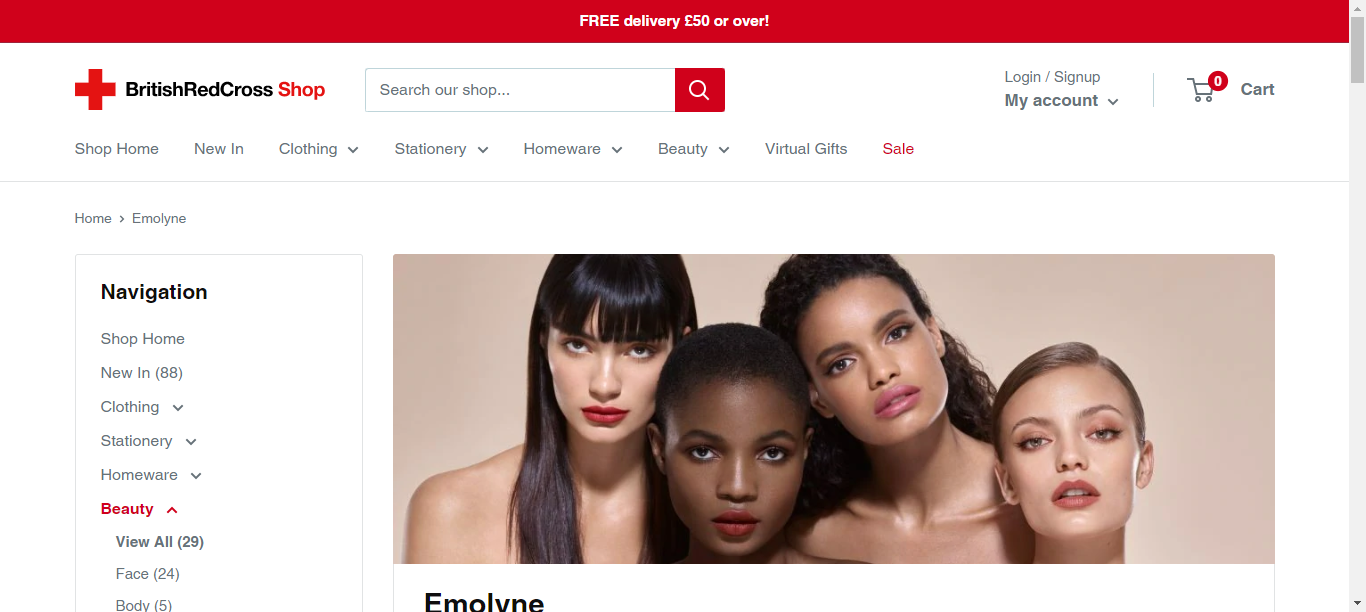 FREE delivery £50 or over!
BritishRedCross Shop
Search our shop...
Login / Signup
My account
0
Cart
Shop Home
New In
Clothing
Stationery
Homeware
Beauty
Virtual Gifts
Sale
Home
Emolyne
Navigation
Shop Home
New In (88)
Clothing
Stationery
Homeware
Beauty
View All (29)
Face (24)
Body (5)
Emolyne